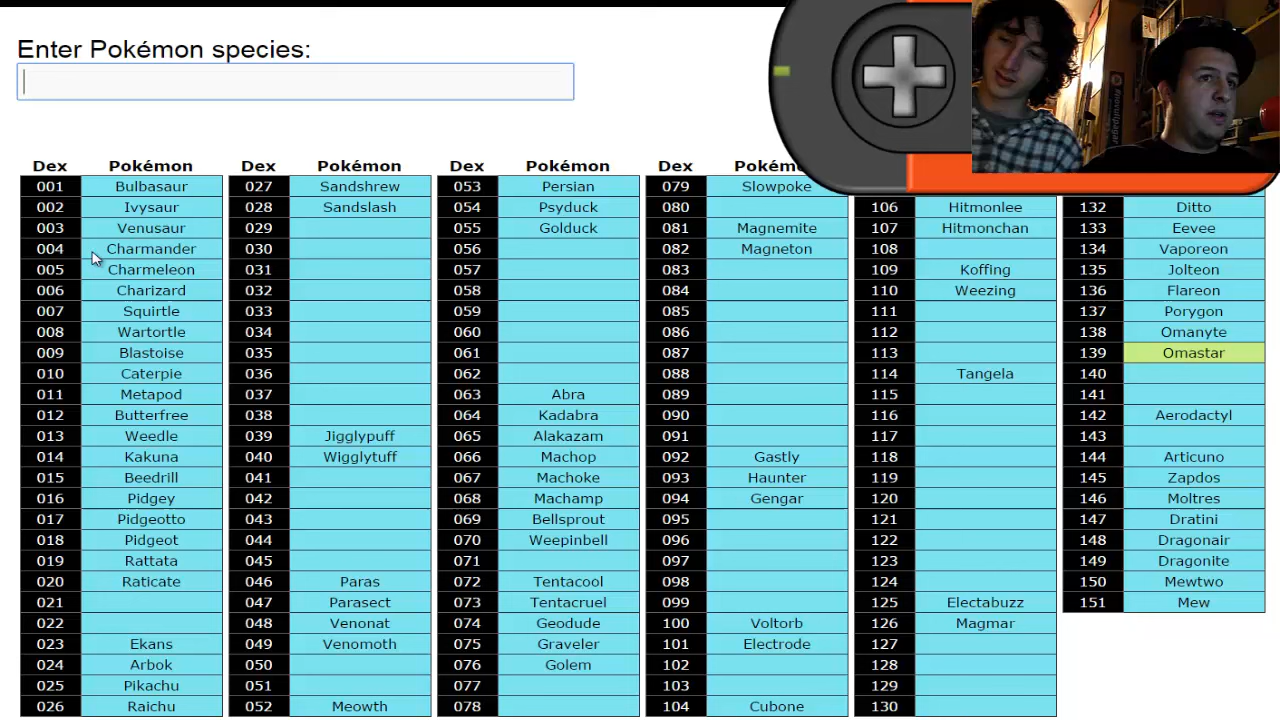 Enter Pokémon species:
Dex Pokémon Dex Pokémon Dex Pokémon Dex
001 Bulbasaur 027 Sandshrew 053 Persian 079 Slowpoke
002 Ivysaur 028 Sandslash 054 Psyduck 080 106 Hitmonlee 132 Ditto
003 Venusaur 029 055 Golduck 081 Magnemite 107 Hitmonchan 133 Eevee
004 Charmander 030 056 082 Magneton 108 134 Vaporeon
005 Charmeleon 031 057 083 109 Koffing 135 Jolteon
006 Charizard 032 058 084 110 Weezing 136 Flareon
007 Squirtle 033 059 085 111 137 Porygon
008 Wartortle 034 060 086 112 138 Omanyte
009 Blastoise 035 061 087 113 139 Omastar
010 Caterpie 036 062 088 114 Tangela 140
011 Metapod 037 063 Abra 089 115 141
012 Butterfree 038 064 Kadabra 090 116 142 Aerodactyl
013 Weedle 039 Jigglypuff 065 Alakazam 091 117 143
014 Kakuna 040 Wigglytuff 066 Machop 092 Gastly 118 144 Articuno
015 Beedrill 041 067 Machoke 093 Haunter 119 145 Zapdos
016 Pidgey 042 068 Machamp 094 Gengar 120 146 Moltres
017 Pidgeotto 043 069 Bellsprout 095 121 147 Dratini
018 Pidgeot 044 070 Weepinbell 096 122 148 Dragonair
019 Rattata 045 071 097 123 149 Dragonite
020 Raticate 046 Paras 072 Tentacool 098 124 150 Mewtwo
021 047 Parasect 073 Tentacruel 099 125 Electabuzz 151 Mew
022 048 Venonat 074 Geodude 100 Voltorb 126 Magmar
023 Ekans 049 Venomoth 075 Graveler 101 Electrode 127
024 Arbok 050 076 Golem 102 128
025 Pikachu 051 077 103 129
026 Raichu 052 Meowth 078 104 Cubone 130